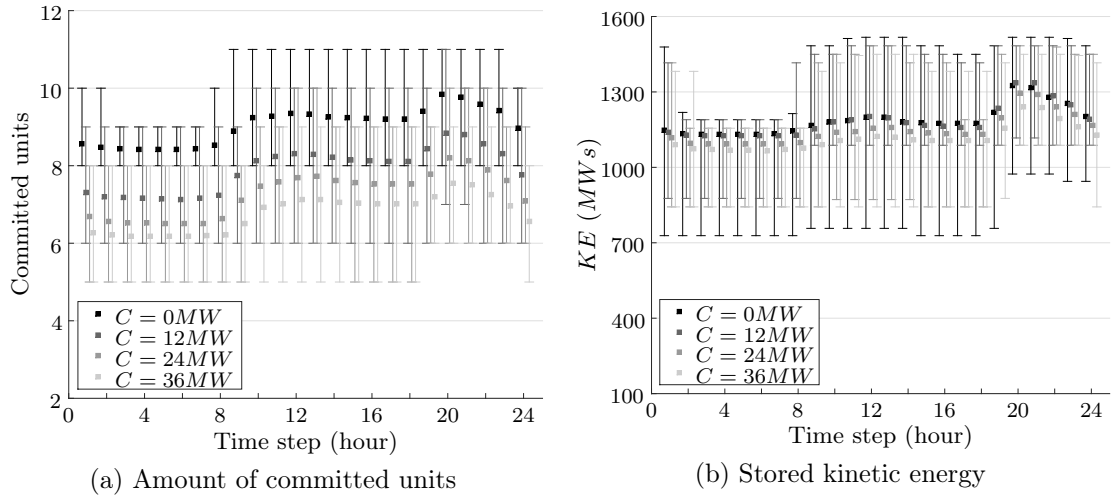 12
10
8
6
4
2
Committed units
0 4 8 12 16 20 24
Time step (hour)
C = 0MW
C = 12MW
C = 24MW
C = 36MW
(a) Amount of committed units
1600
1300
1000
700
400
100
KE (MWs)
0 4 8 12 16 20 24
Time step (hour)
C = 0MW
C = 12MW
C = 24MW
C = 36MW
(b) Stored kinetic energy